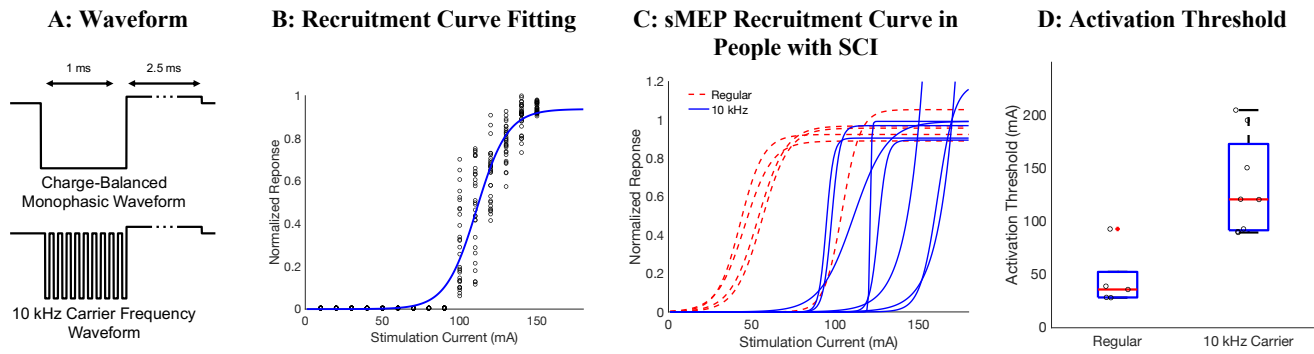 A: Waveform
1 ms
2.5 ms
Charge-Balanced
Monophasic Waveform
10 kHz Carrier Frequency
Waveform
B: Recruitment Curve Fitting
Normalized Reponse
1
0.8
0.6
0.4
0.2
0
0
50
100
150
Stimulation Current (mA)
C: sMEP Recruitment Curve in
People with SCI
Normalized Reponse
1.2
1
0.8
0.6
0.4
0.2
0
Regular
10 kHz
0
50
100
150
Stimulation Current (mA)
D: Activation Threshold
Activation Threshold (mA)
200
150
100
50
0
Regular
10 kHz Carrier